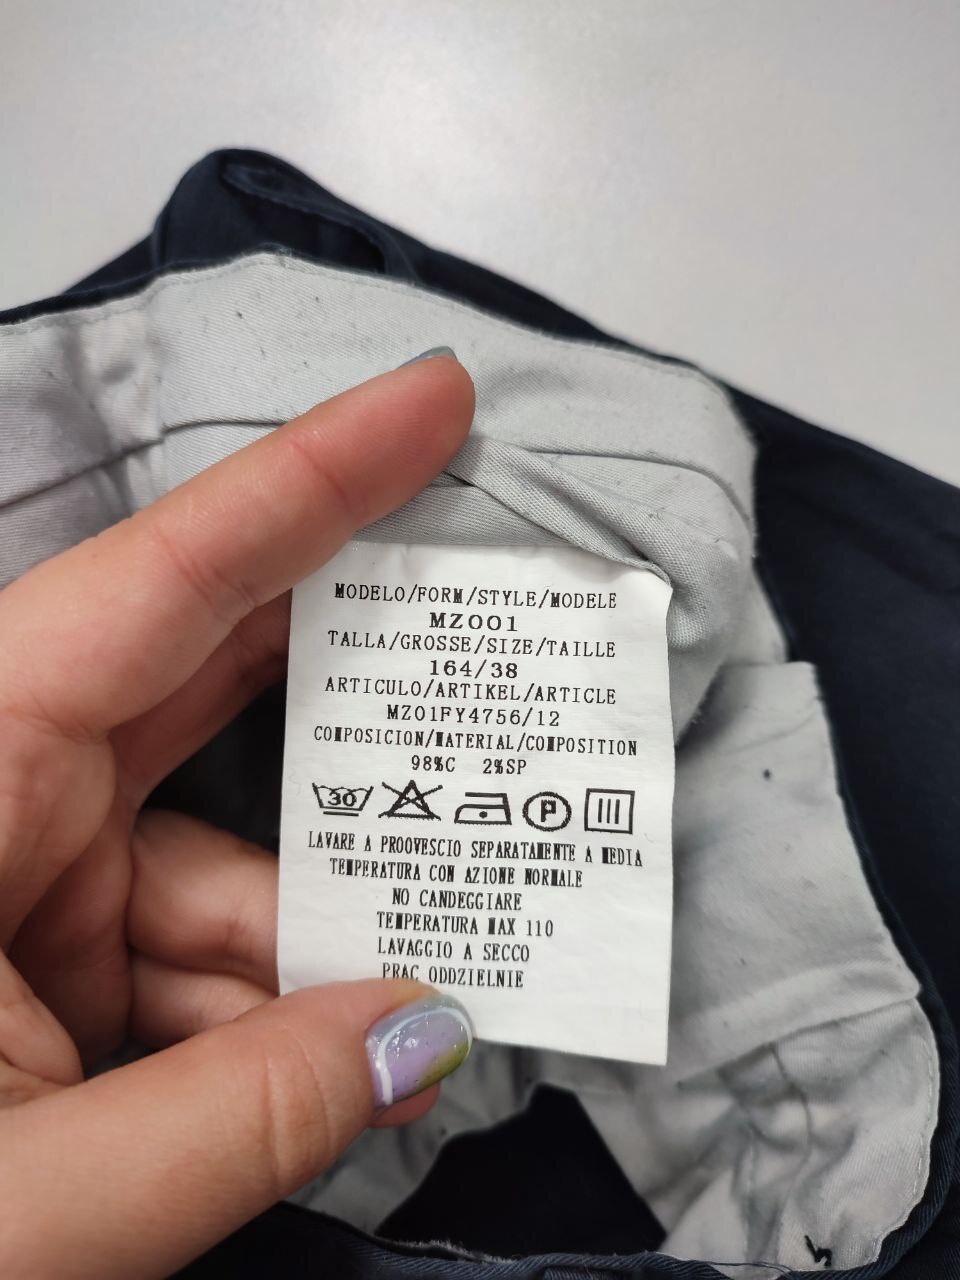 MODELO/FORM/STYLE/MODELE
MZ001
TALLA/GROSSE/SIZE/TAILLE
164/38
ARTICULO/ARTIKEL/ARTICLE
MZ01FY4756/12
COMPOSICION/MATERIAL/COMPOSITION
98%C 2%SP
30 P
LAVARE A PROOVESCIO SEPARATAMENTE A MEDIA
TEMPERATURA CON AZIONE NORMALE
NO CANDEGGIARE
TEMPERATURA MAX 110
LAVAGGIO A SECCO
PRAC ODDZIELNIE